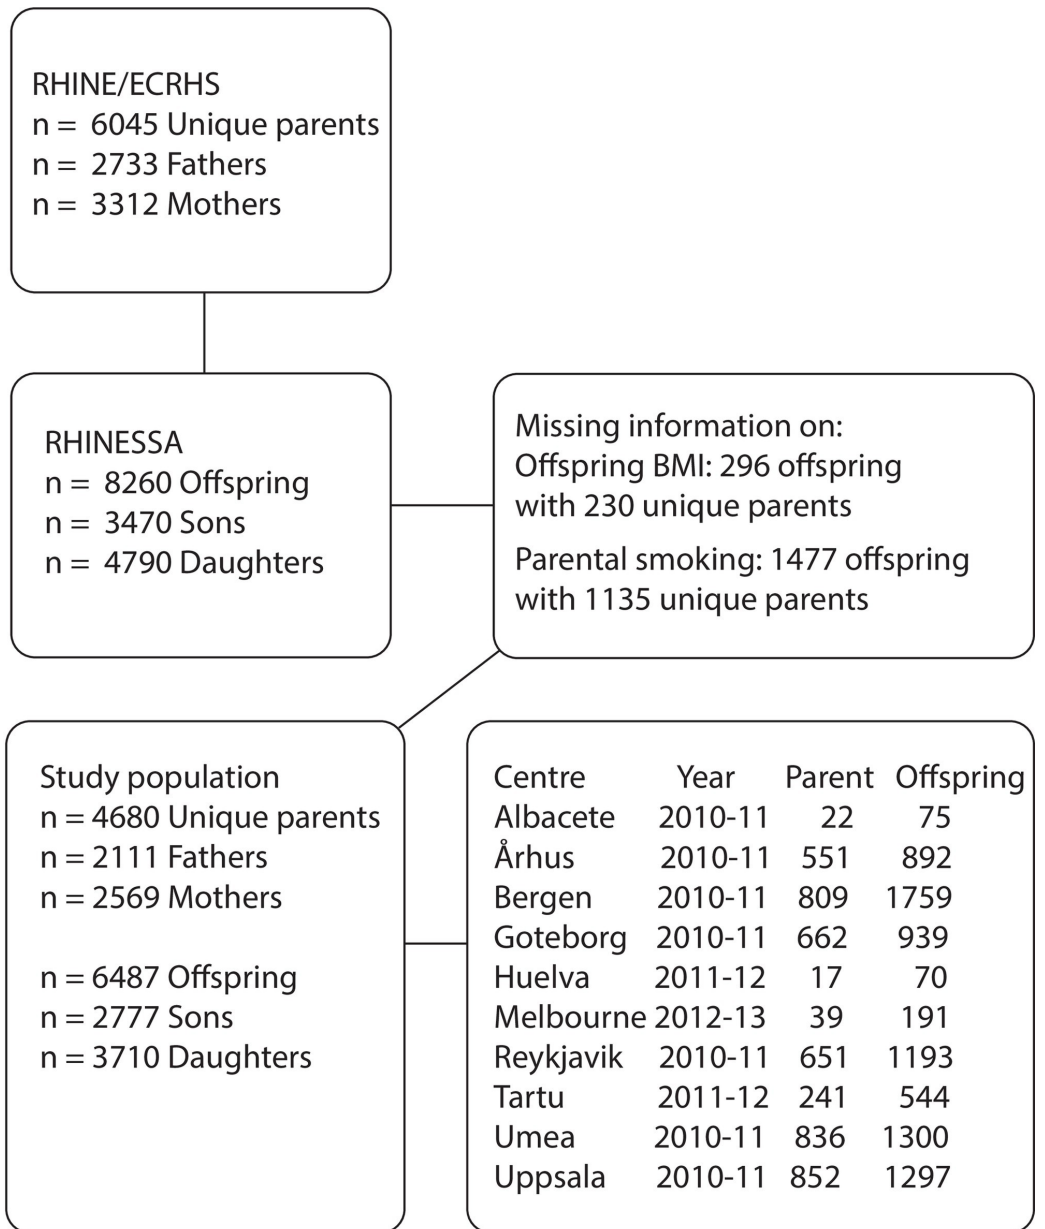 RHINE/ECRHS
n = 6045 Unique parents
n = 2733 Fathers
n = 3312 Mothers
RHINESSA
n = 8260 Offspring
n = 3470 Sons
n = 4790 Daughters
Missing information on:
Offspring BMI: 296 offspring
with 230 unique parents
Parental smoking: 1477 offspring
with 1135 unique parents
Study population
n = 4680 Unique parents
n = 2111 Fathers
n = 2569 Mothers
n = 6487 Offspring
n = 2777 Sons
n = 3710 Daughters
Centre Year Parent Offspring
Albacete 2010-11 22 75
Århus 2010-11 551 892
Bergen 2010-11 809 1759
Goteborg 2010-11 662 939
Huelva 2011-12 17 70
Melbourne 2012-13 39 191
Reykjavik 2010-11 651 1193
Tartu 2011-12 241 544
Umea 2010-11 836 1300
Uppsala 2010-11 852 1297